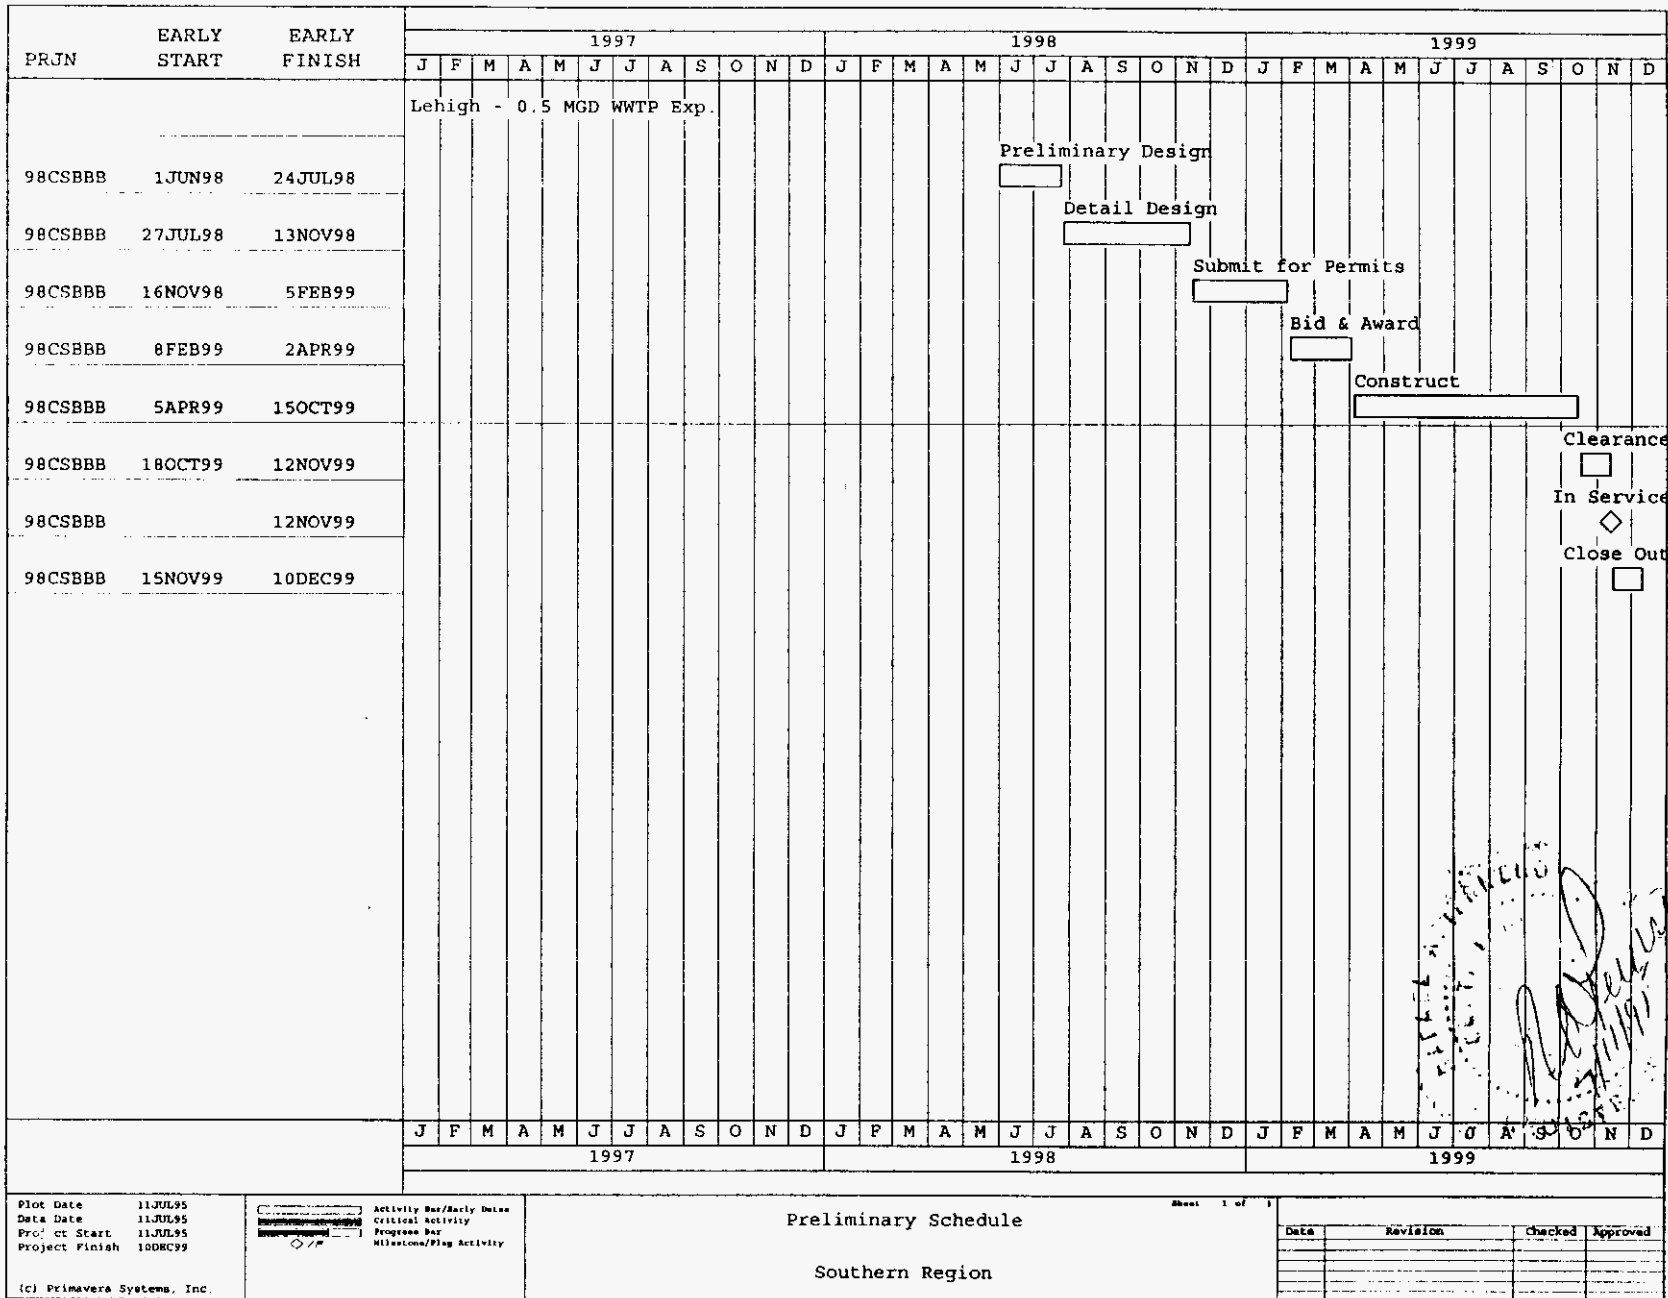 PRJN EARLY START EARLY FINISH
1997 1998 1999
J F M A M J J A S O N D J F M A M J J A S O N D J F M A M J J A S O N D
Lehigh - 0.5 MGD WWTP Exp.
Preliminary Design
98CSBBB 1JUN98 24JUL98
Detail Design
98CSBBB 27JUL98 13NOV98
Submit for Permits
98CSBBB 16NOV98 5FEB99
Bid & Award
98CSBBB 8FEB99 2APR99
Construct
98CSBBB 5APR99 15OCT99
Clearance
98CSBBB 18OCT99 12NOV99
In Service
98CSBBB 12NOV99
Close Out
98CSBBB 15NOV99 10DEC99
J F M A M J J A S O N D J F M A M J J A S O N D J F M A M J J A S O N D
1997 1998 1999
Plot Date 11JUL95
Data Date 11JUL95
Project Start 11JUL95
Project Finish 10DEC99
(c) Primavera Systems, Inc.
Activity Bar/Early Dates
Critical Activity
Progress Bar
Milestone/Flag Activity
Preliminary Schedule
Southern Region
Sheet 1 of 1
Date Revision Checked Approved